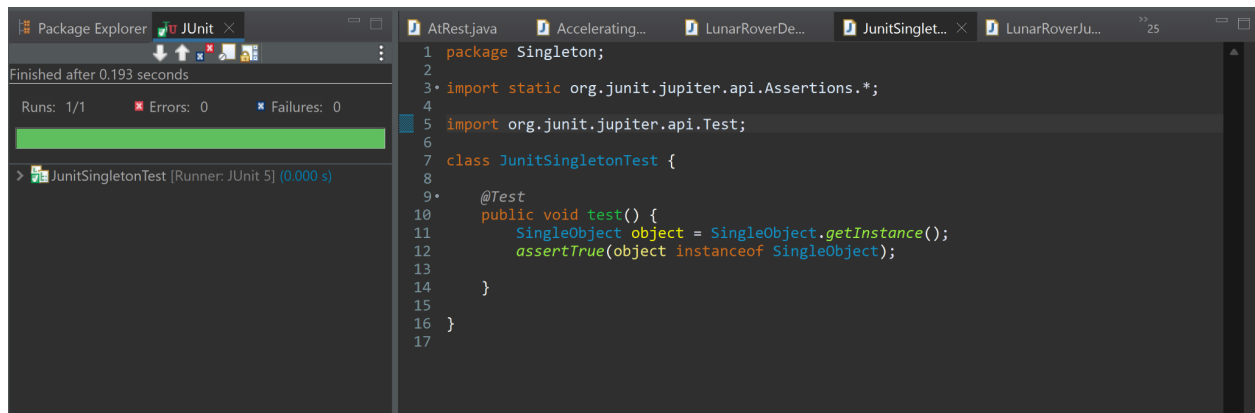 Package Explorer JUnit
Finished after 0.193 seconds
Runs: 1/1 Errors: 0 Failures: 0
JunitSingletonTest [Runner: JUnit 5] (0.000 s)
AtRest.java Accelerating... LunarRoverDe... JunitSinglet... LunarRoverJu... 25
1 package Singleton;
2
3 import static org.junit.jupiter.api.Assertions.*;
4
5 import org.junit.jupiter.api.Test;
6
7 class JunitSingletonTest {
8
9 @Test
10 public void test() {
11 SingleObject object = SingleObject.getInstance();
12 assertTrue(object instanceof SingleObject);
13
14 }
15
16 }
17